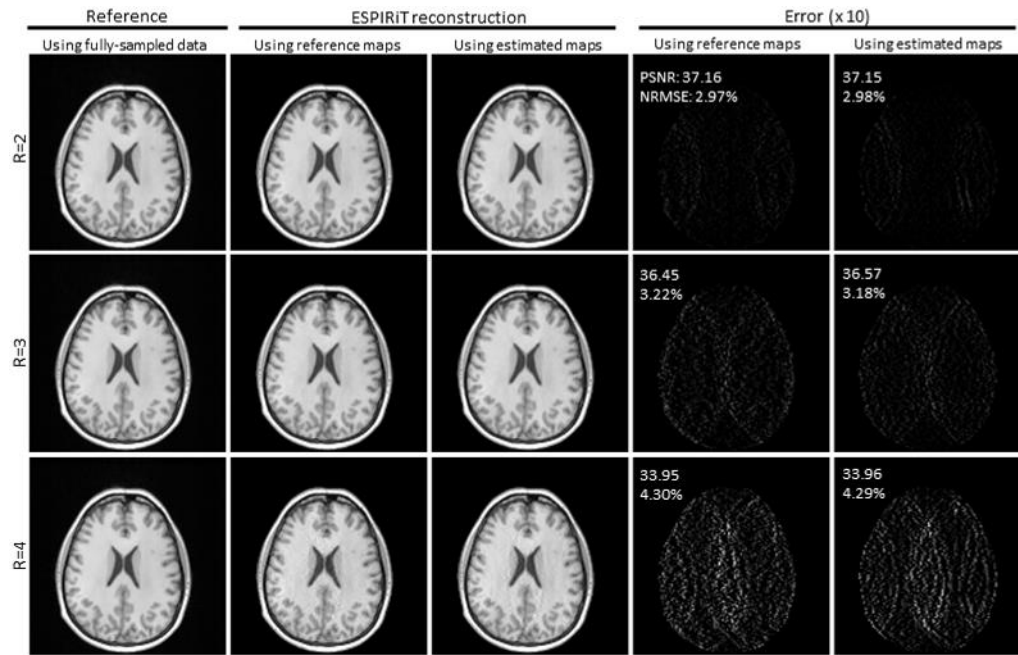 Reference
ESPIRiT reconstruction
Error (x 10)
Using fully-sampled data
Using reference maps
Using estimated maps
Using reference maps
Using estimated maps
R=2
PSNR: 37.16
NRMSE: 2.97%
37.15
2.98%
R=3
36.45
3.22%
36.57
3.18%
R=4
33.95
4.30%
33.96
4.29%